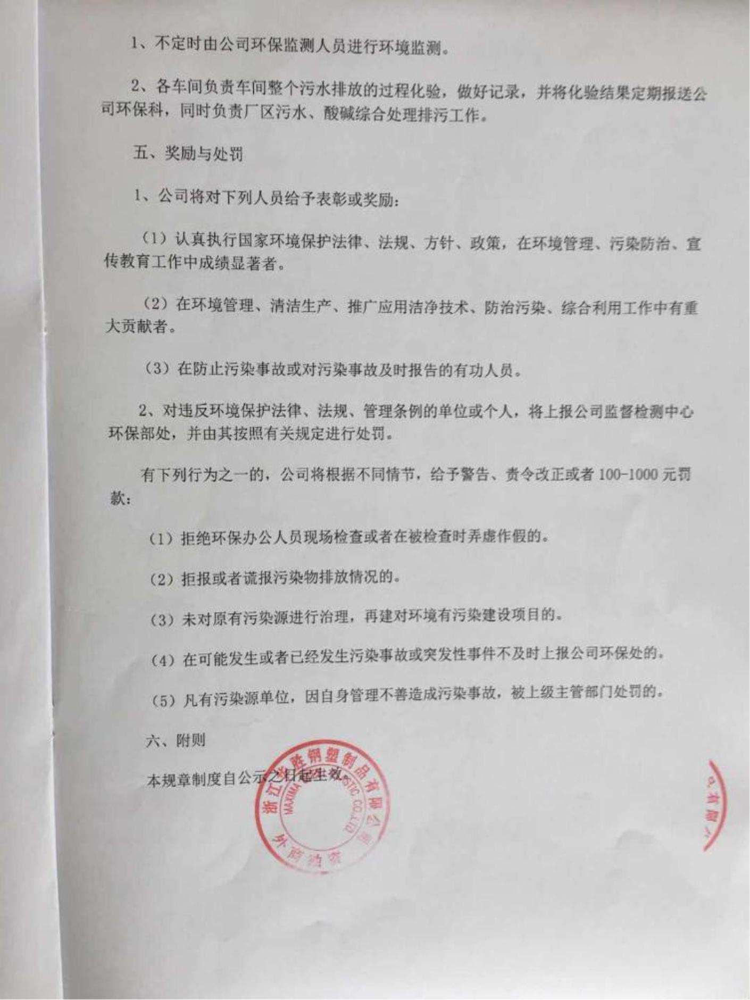 1、不定时由公司环保监测人员进行环境监测。
2、各车间负责车间整个污水排放的过程化验，做好记录，并将化验结果定期报送公
司环保科，同时负责厂区污水、酸碱综合处理排污工作。
五、奖励与处罚
1、公司将对下列人员给予表彰或奖励：
（1）认真执行国家环境保护法律、法规、方针、政策，在环境管理、污染防治、宣
传教育工作中成绩显著者。
（2）在环境管理、清洁生产、推广应用洁净技术、防治污染、综合利用工作中有重
大贡献者。
（3）在防止污染事故或对污染事故及时报告的有功人员。
2、对违反环境保护法律、法规、管理条例的单位或个人，将上报公司监督检测中心
环保部处，并由其按照有关规定进行处罚。
有下列行为之一的，公司将根据不同情节，给予警告、责令改正或者 100-1000 元罚
款：
（1）拒绝环保办公人员现场检查或者在被检查时弄虚作假的。
（2）拒报或者谎报污染物排放情况的。
（3）未对原有污染源进行治理，再建对环境有污染建设项目的。
（4）在可能发生或者已经发生污染事故或突发性事件不及时上报公司环保处的。
（5）凡有污染源单位，因自身管理不善造成污染事故，被上级主管部门处罚的。
六、附则
本规章制度自公示之日起生效。
浙江华胜钢塑制品有限公司
MAXIMA CO.,LTD.
外商独资
有限